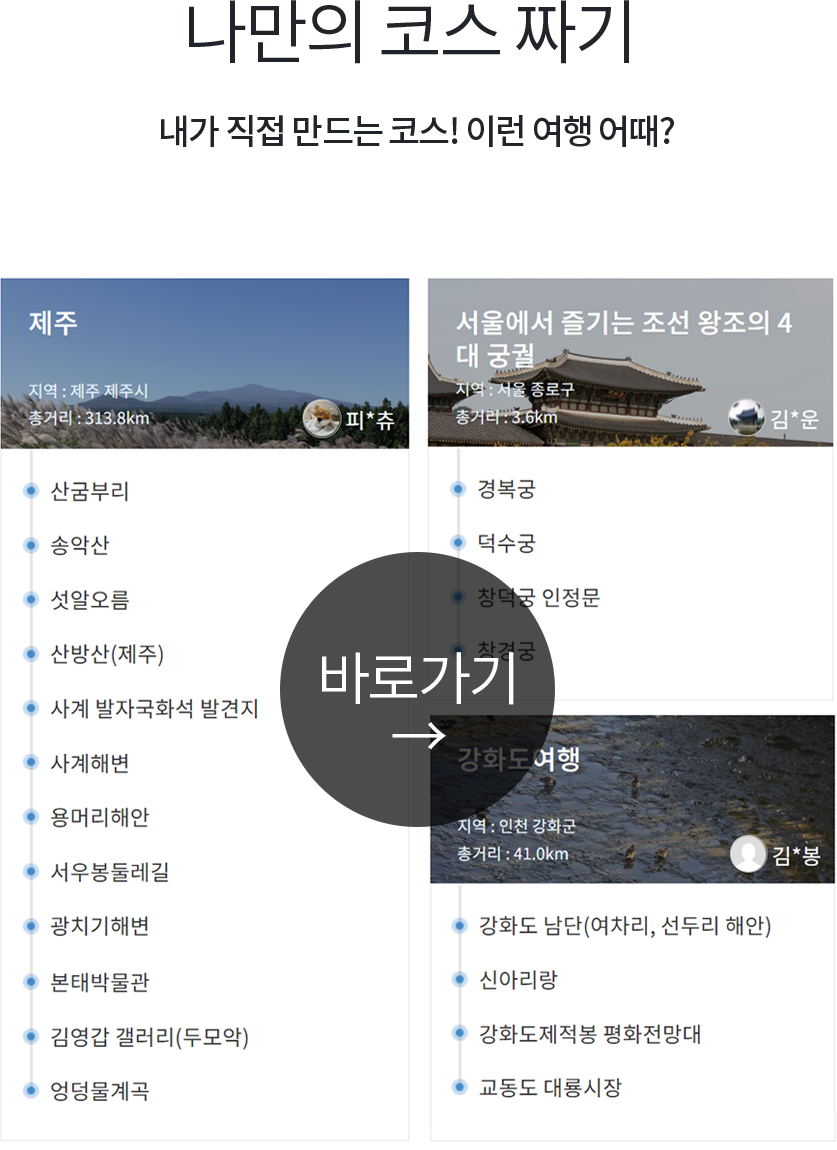 나만의 코스 짜기
내가 직접 만드는 코스! 이런 여행 어때?
제주
지역 : 제주 제주시
총거리 : 313.8km
피*츄
산굼부리
송악산
섯알오름
산방산(제주)
사계 발자국화석 발견지
사계해변
용머리해안
서우봉둘레길
광치기해변
본태박물관
김영갑 갤러리(두모악)
엉덩물계곡
서울에서 즐기는 조선 왕조의 4
대 궁궐
지역 : 서울 종로구
총거리 : 3.6km
김*운
경복궁
덕수궁
창덕궁 인정문
창경궁
바로가기
→
강화도여행
지역 : 인천 강화군
총거리 : 41.0km
김*봉
강화도 남단(여차리, 선두리 해안)
신아리랑
강화도제적봉 평화전망대
교동도 대룡시장